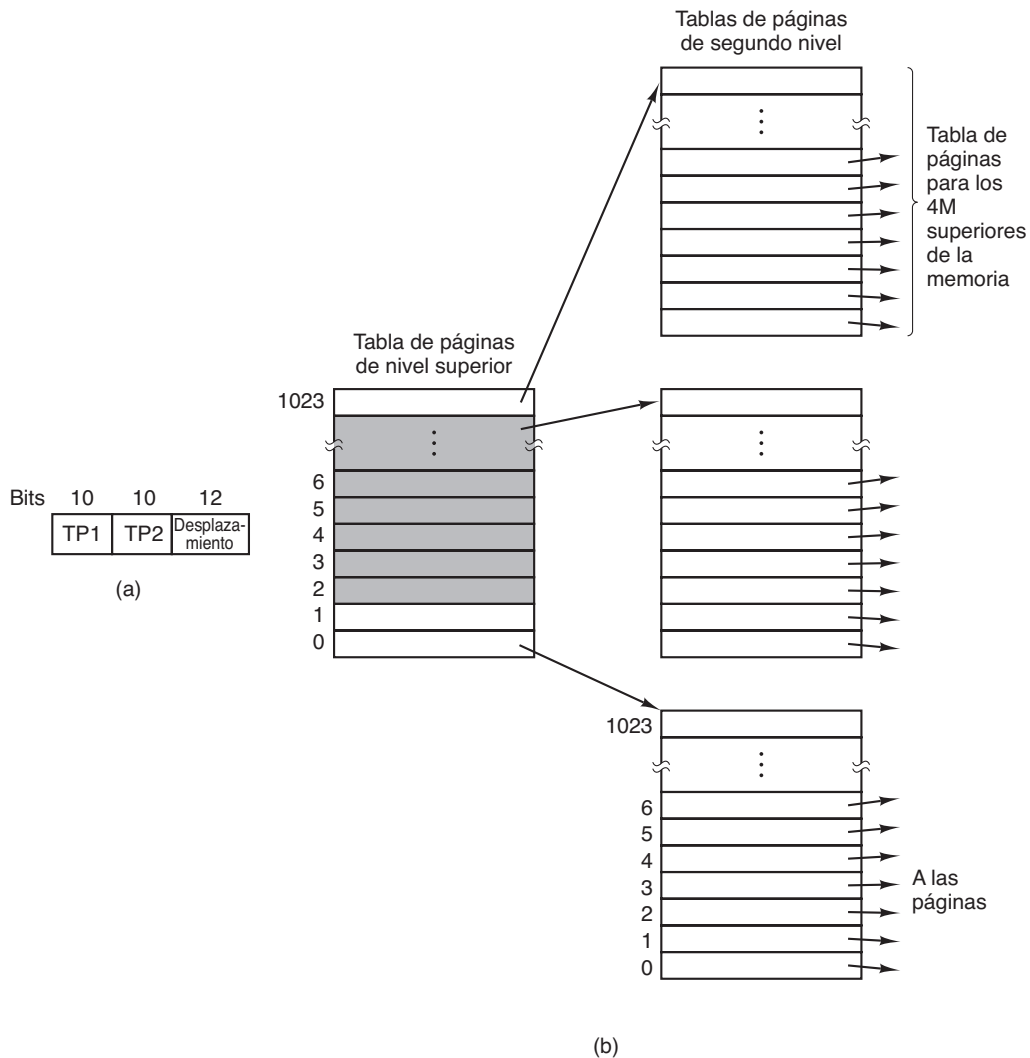 Tablas de páginas
de segundo nivel
Tabla de
páginas
para los
4M
superiores
de la
memoria
Tabla de páginas
de nivel superior
1023
6
5
4
3
2
1
0
Bits 10 10 12
TP1 TP2 Desplaza-
miento
(a)
1023
6
5
4
3
2
1
0
A las
páginas
(b)